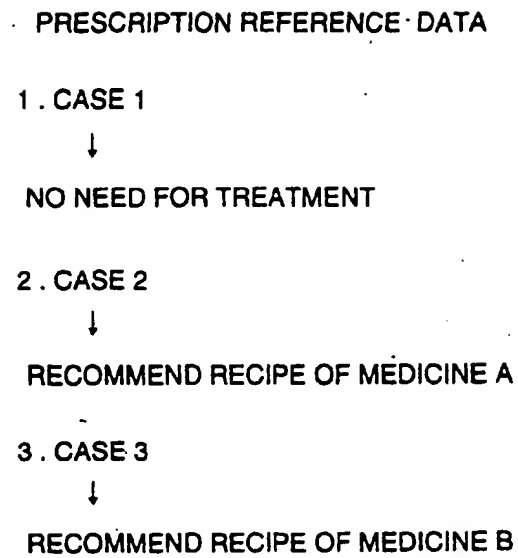 PRESCRIPTION REFERENCE DATA
1 . CASE 1
↓
NO NEED FOR TREATMENT
2 . CASE 2
↓
RECOMMEND RECIPE OF MEDICINE A
3 . CASE 3
↓
RECOMMEND RECIPE OF MEDICINE B